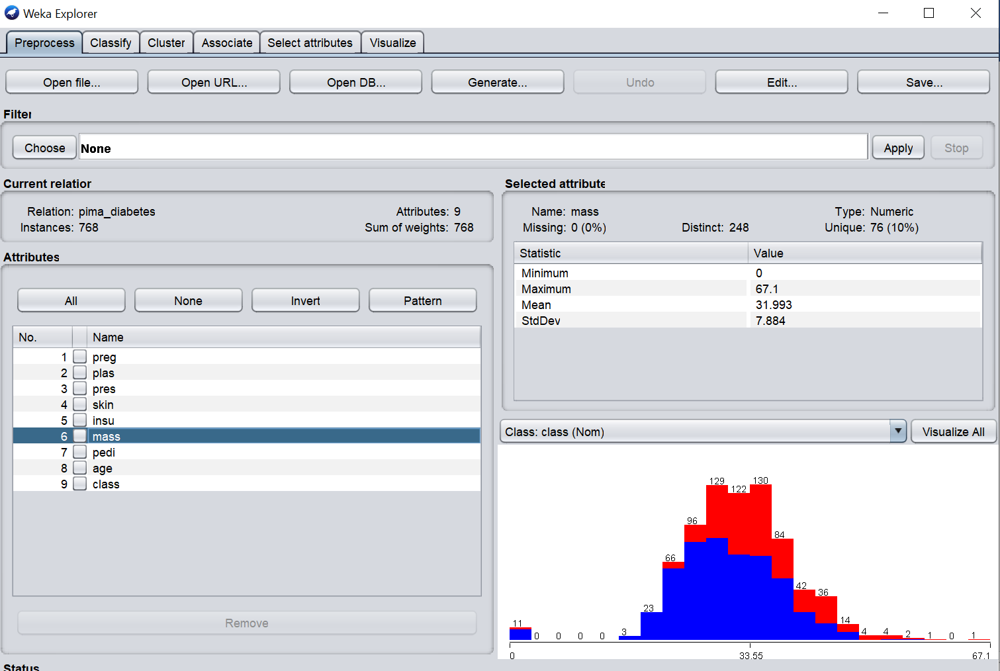 Weka Explorer
Preprocess Classify Cluster Associate Select attributes Visualize
Open file... Open URL... Open DB... Generate... Undo Edit... Save...
Filter
Choose None Apply Stop
Current relation
Relation: pima_diabetes Attributes: 9
Instances: 768 Sum of weights: 768
Attributes
All None Invert Pattern
No. Name
1 preg
2 plas
3 pres
4 skin
5 insu
6 mass
7 pedi
8 age
9 class
Remove
Status
Selected attribute
Name: mass Type: Numeric
Missing: 0 (0%) Distinct: 248 Unique: 76 (10%)
Statistic Value
Minimum 0
Maximum 67.1
Mean 31.993
StdDev 7.884
Class: class (Nom) Visualize All
11 0 0 0 0 3 23 66 96 129 122 130 84 42 36 14 4 4 2 1 0 1
0 33.55 67.1